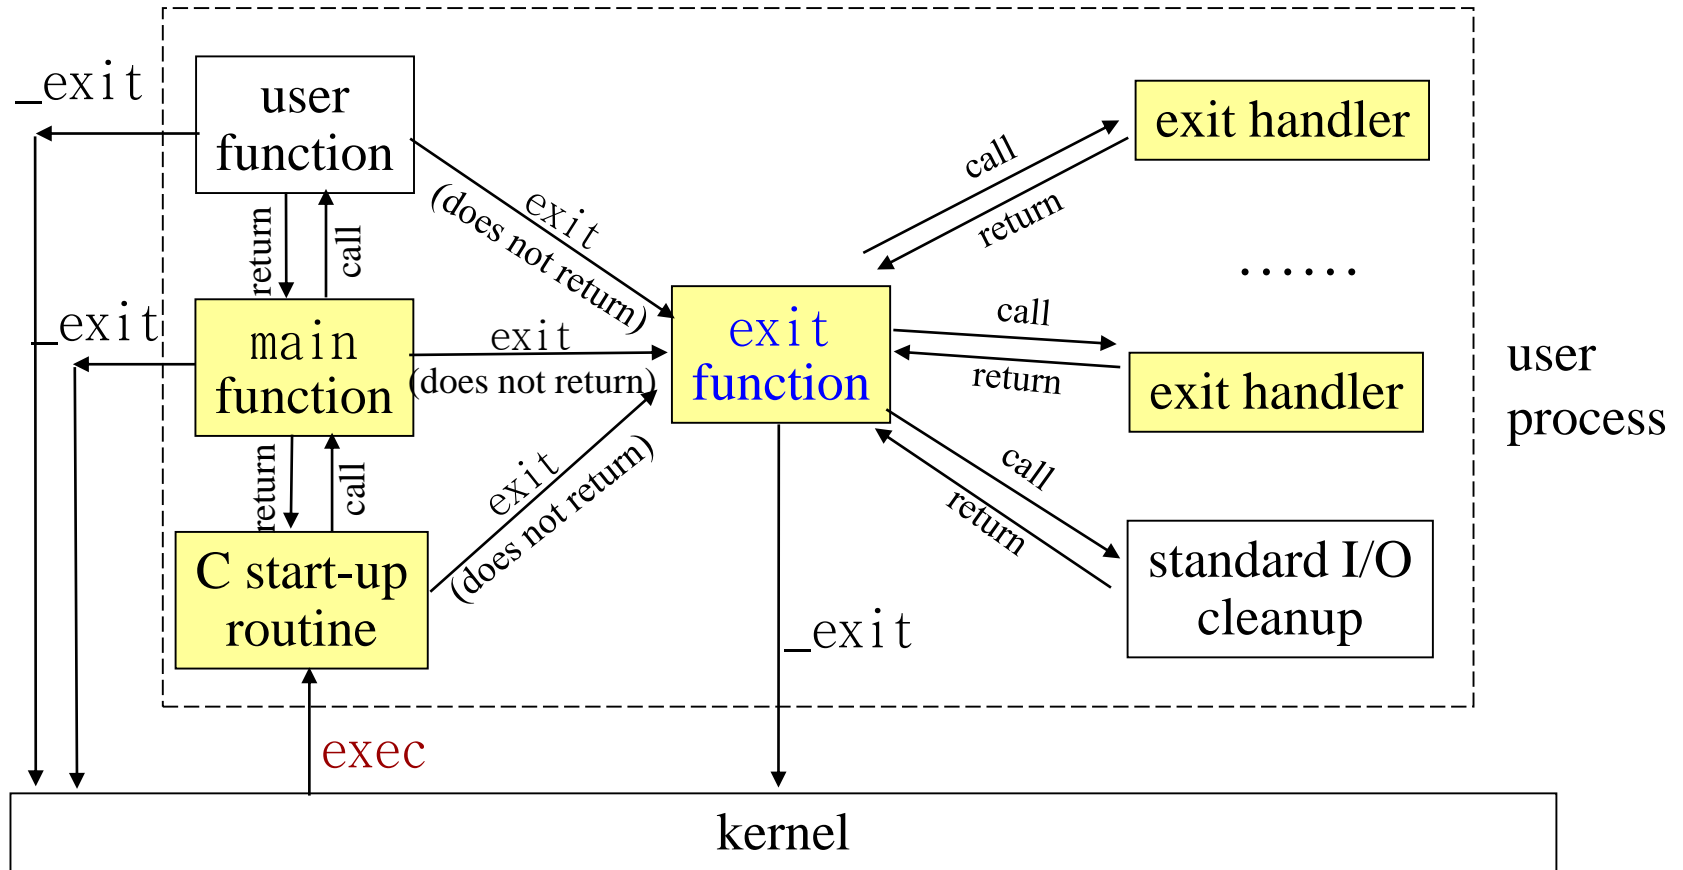 _exit
user
function
exit
(does not return)
call
return
exit handler
return
call
......
_exit
main
function
exit
(does not return)
exit
function
call
return
exit handler
user
process
return
call
exit
(does not return)
call
return
C start-up
routine
standard I/O
cleanup
_exit
exec
kernel